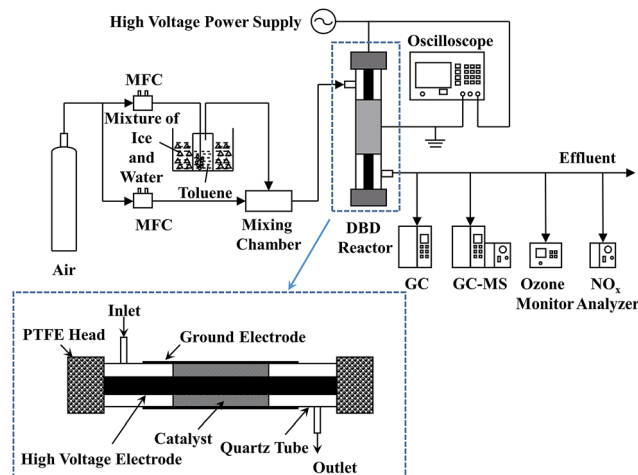 High Voltage Power Supply
Oscilloscope
MFC
Mixture of
Ice
and
Water
Toluene
MFC
Mixing
Chamber
Air
DBD
Reactor
Effluent
GC
GC-MS
Ozone
Monitor
NOx
Analyzer
Inlet
PTFE Head
Ground Electrode
Catalyst
Quartz Tube
High Voltage Electrode
Outlet